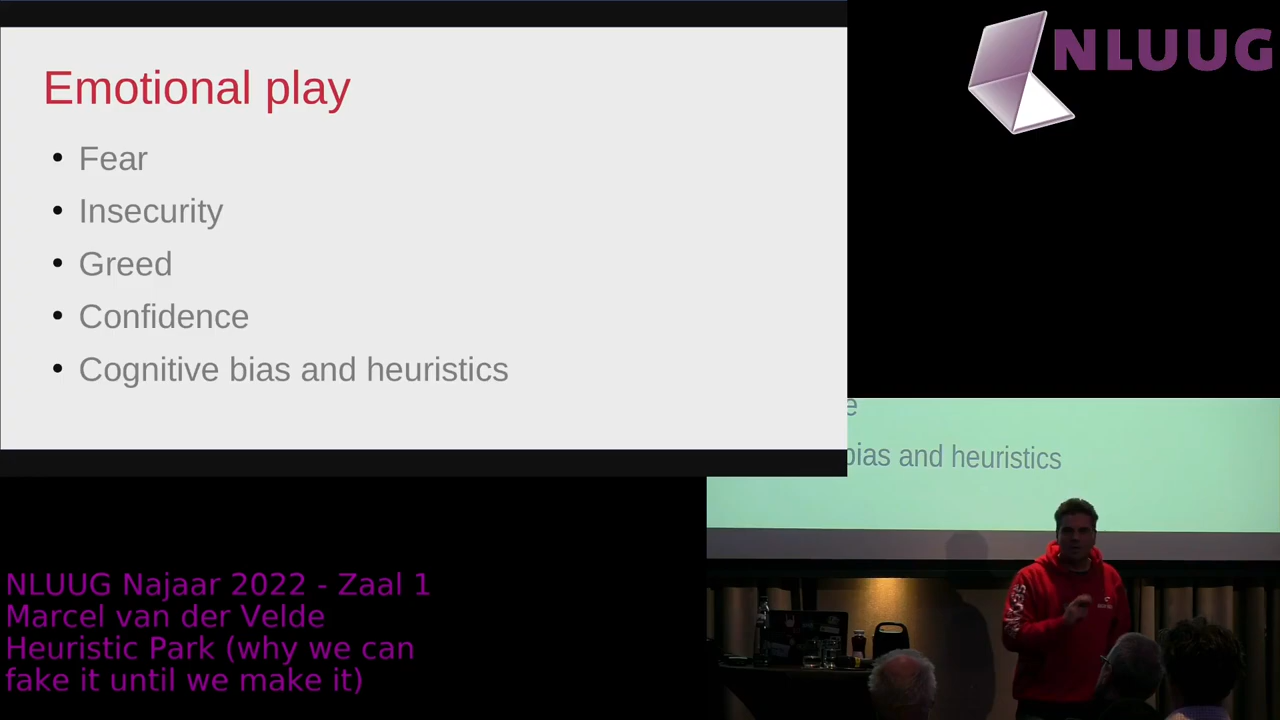 Emotional play
• Fear
• Insecurity
• Greed
• Confidence
• Cognitive bias and heuristics
NLUUG
e
bias and heuristics
NLUUG Najaar 2022 - Zaal 1
Marcel van der Velde
Heuristic Park (why we can
fake it until we make it)